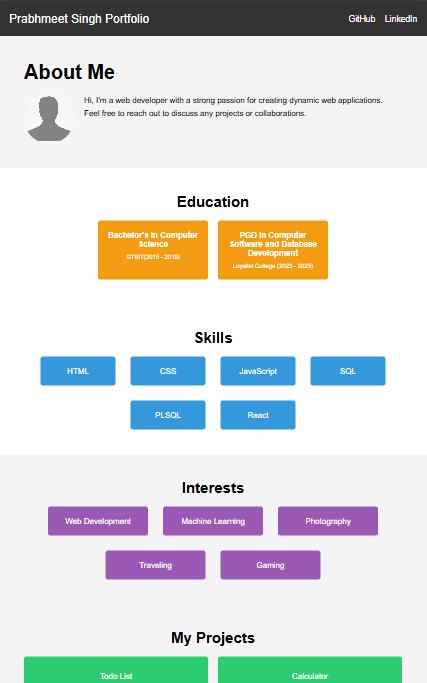 Prabhmeet Singh Portfolio
GitHub LinkedIn
About Me
Hi, I'm a web developer with a strong passion for creating dynamic web applications.
Feel free to reach out to discuss any projects or collaborations.
Education
Bachelor's in Computer
Science
GTBIT(2015 - 2019)
PGD in Computer
Software and Database
Development
Loyalist College (2023 - 2025)
Skills
HTML CSS JavaScript SQL
PLSQL React
Interests
Web Development Machine Learning Photography
Traveling Gaming
My Projects
Todo List Calculator